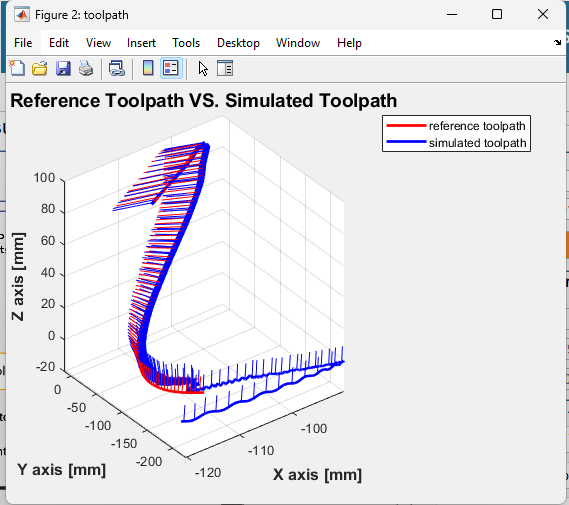 Figure 2: toolpath
File Edit View Insert Tools Desktop Window Help
Reference Toolpath VS. Simulated Toolpath
reference toolpath
simulated toolpath
100
80
60
40
20
0
-20
Z axis [mm]
0
-50
-100
-150
-200
Y axis [mm]
-120
-110
-100
X axis [mm]